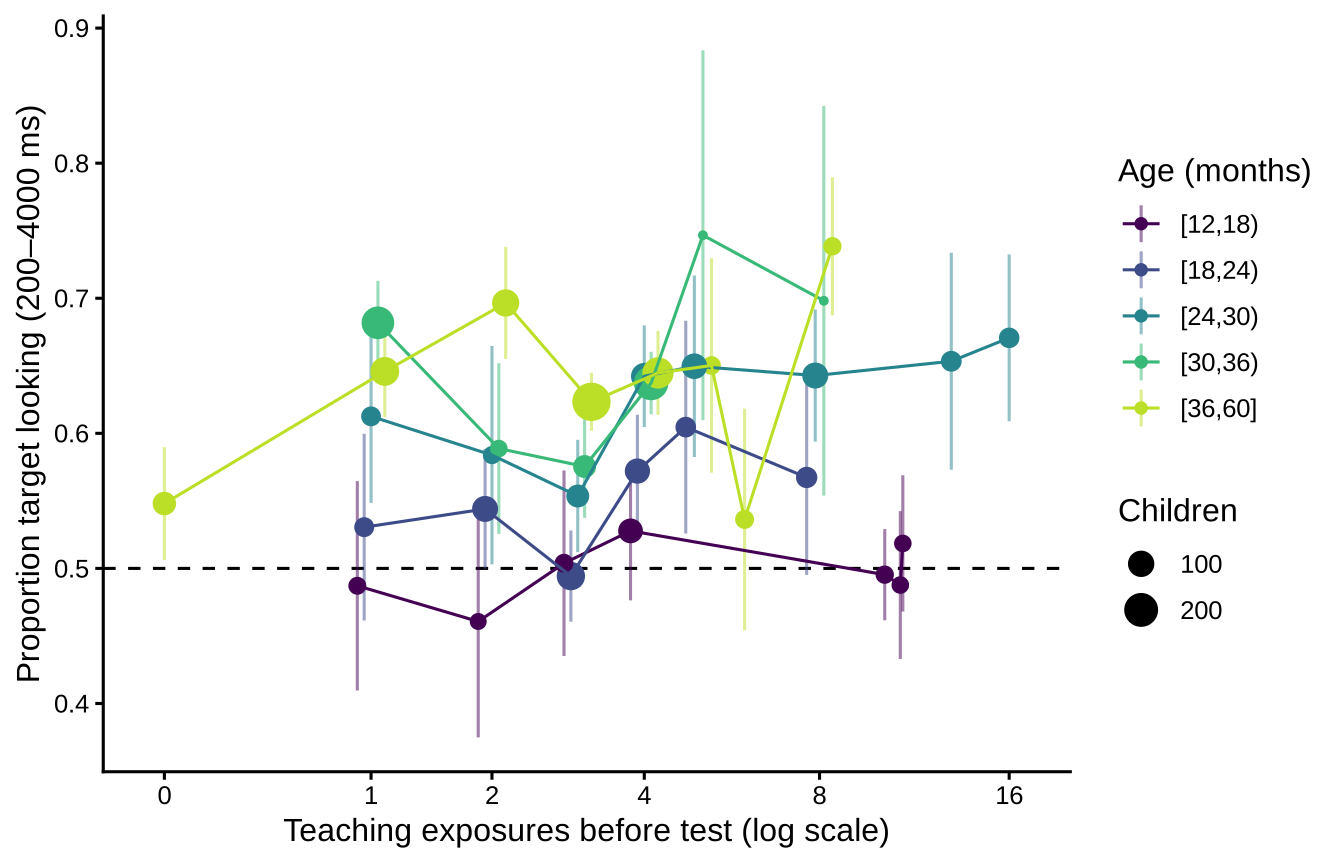 0.9
0.8
0.7
0.6
0.5
0.4
Proportion target looking (200–4000 ms)
0 1 2 4 8 16
Teaching exposures before test (log scale)
Age (months)
[12,18)
[18,24)
[24,30)
[30,36)
[36,60]
Children
100
200